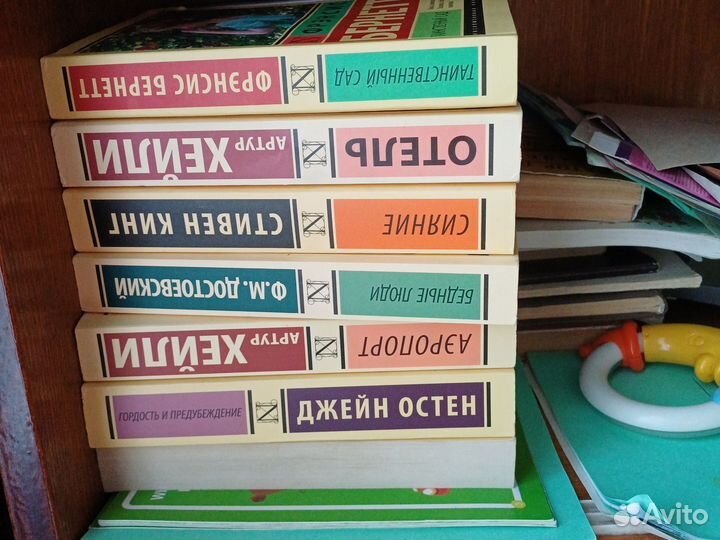 БЕРНЕТТ
ФРЭНСИС БЕРНЕТТ
ТАИНСТВЕННЫЙ САД
АРТУР
ХЕЙЛИ
ОТЕЛЬ
СТИВЕН КИНГ
СИЯНИЕ
Ф.М. ДОСТОЕВСКИЙ
БЕДНЫЕ ЛЮДИ
АРТУР
ХЕЙЛИ
АЭРОПОРТ
ГОРДОСТЬ И ПРЕДУБЕЖДЕНИЕ
ДЖЕЙН ОСТЕН
Avito